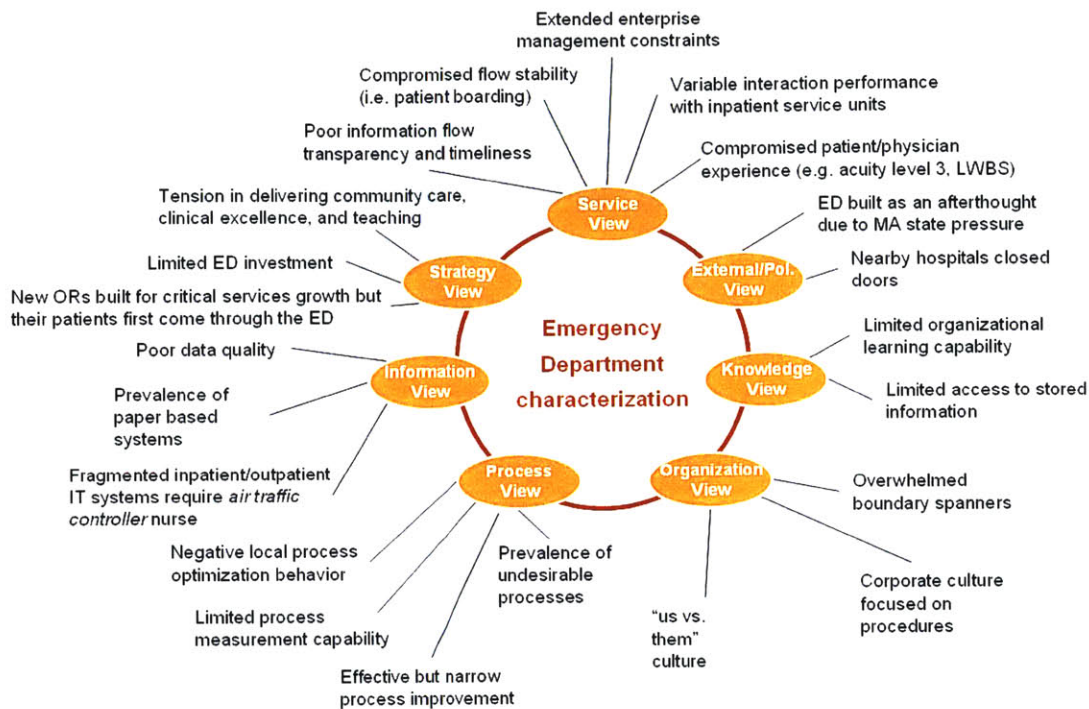 Extended enterprise
management constraints
Compromised flow stability
(i.e. patient boarding)
Variable interaction performance
with inpatient service units
Poor information flow
transparency and timeliness
Compromised patient/physician
experience (e.g. acuity level 3, LWBS)
Tension in delivering community care,
clinical excellence, and teaching
Service
View
ED built as an afterthought
due to MA state pressure
Limited ED investment
Strategy
View
External/Pol.
View
Nearby hospitals closed
doors
New ORs built for critical services growth but
their patients first come through the ED
Emergency
Department
characterization
Limited organizational
learning capability
Poor data quality
Information
View
Knowledge
View
Limited access to stored
information
Prevalence of
paper based
systems
Process
View
Organization
View
Fragmented inpatient/outpatient
IT systems require air traffic
controller nurse
Overwhelmed
boundary spanners
Negative local process
optimization behavior
Prevalence of
undesirable
processes
Corporate culture
focused on
procedures
Limited process
measurement capability
"us vs.
them"
culture
Effective but narrow
process improvement